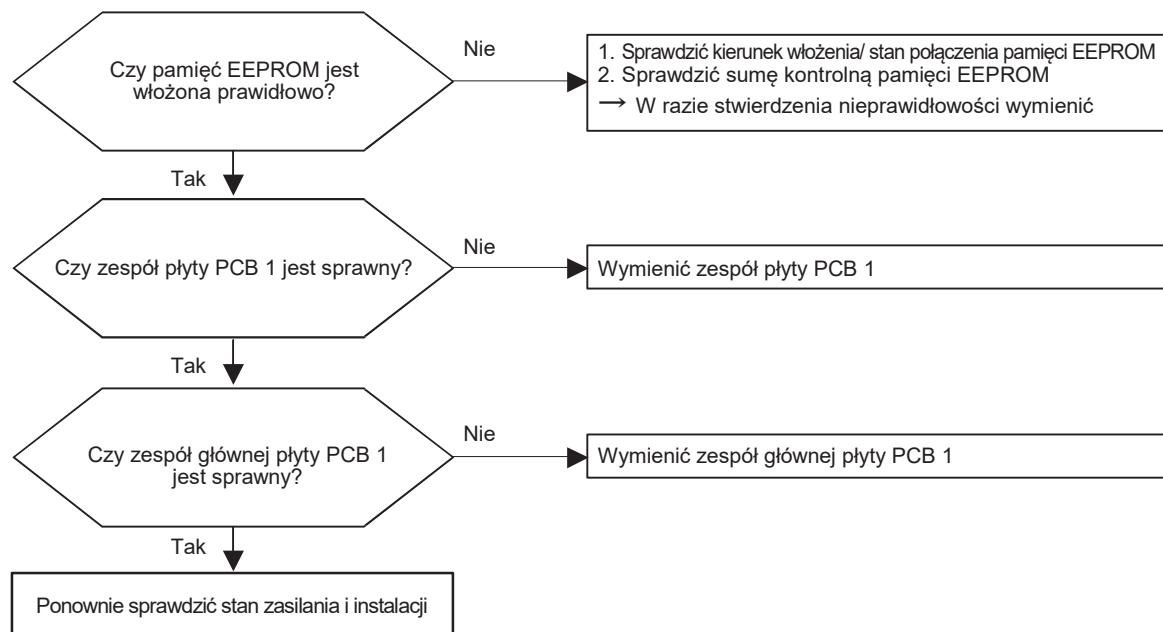 Czy pamięć EEPROM jest
włożona prawidłowo?
Nie
1. Sprawdzić kierunek włożenia/ stan połączenia pamięci EEPROM
2. Sprawdzić sumę kontrolną pamięci EEPROM
→ W razie stwierdzenia nieprawidłowości wymienić
Tak
Czy zespół płyty PCB 1 jest sprawny?
Nie
Wymienić zespół płyty PCB 1
Tak
Czy zespół głównej płyty PCB 1
jest sprawny?
Nie
Wymienić zespół głównej płyty PCB 1
Tak
Ponownie sprawdzić stan zasilania i instalacji